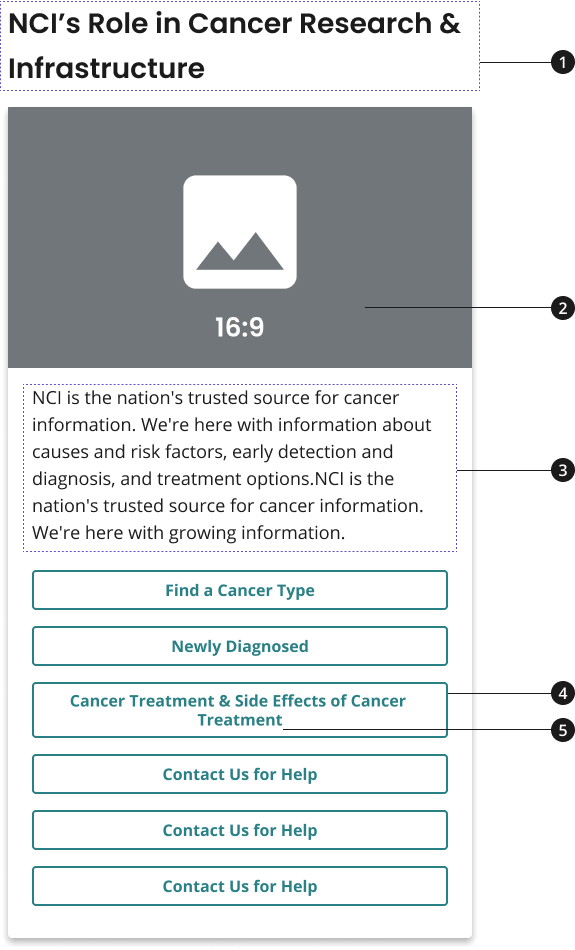 NCI’s Role in Cancer Research &
Infrastructure
1
16:9
2
NCI is the nation's trusted source for cancer
information. We're here with information about
causes and risk factors, early detection and
diagnosis, and treatment options.NCI is the
nation's trusted source for cancer information.
We're here with growing information.
3
Find a Cancer Type
Newly Diagnosed
Cancer Treatment & Side Effects of Cancer
Treatment
4
5
Contact Us for Help
Contact Us for Help
Contact Us for Help